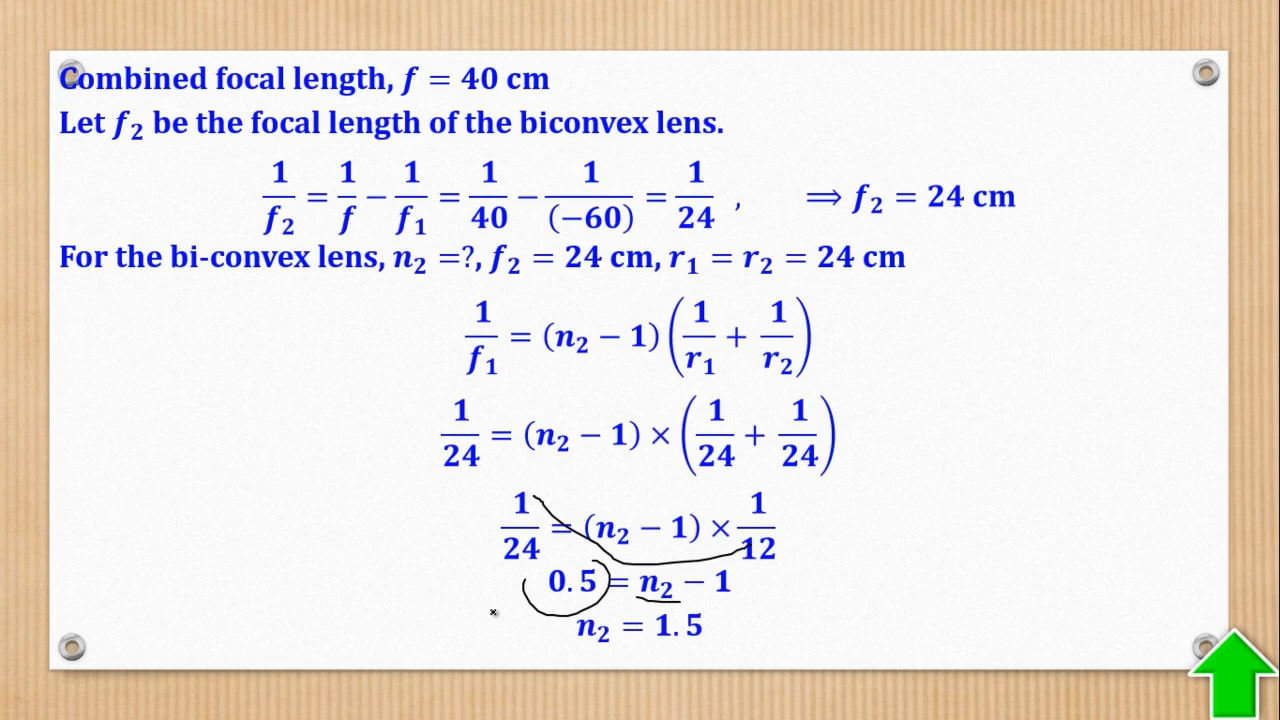 Combined focal length, f = 40 cm
Let f₂ be the focal length of the biconvex lens.
1/f₂ = 1/f − 1/f₁ = 1/40 − 1/(−60) = 1/24 , ⟹ f₂ = 24 cm
For the bi-convex lens, n₂ =?, f₂ = 24 cm, r₁ = r₂ = 24 cm
1/f₁ = (n₂ − 1)(1/r₁ + 1/r₂)
1/24 = (n₂ − 1) × (1/24 + 1/24)
1/24 = (n₂ − 1) × 1/12
0.5 = n₂ − 1
n₂ = 1.5